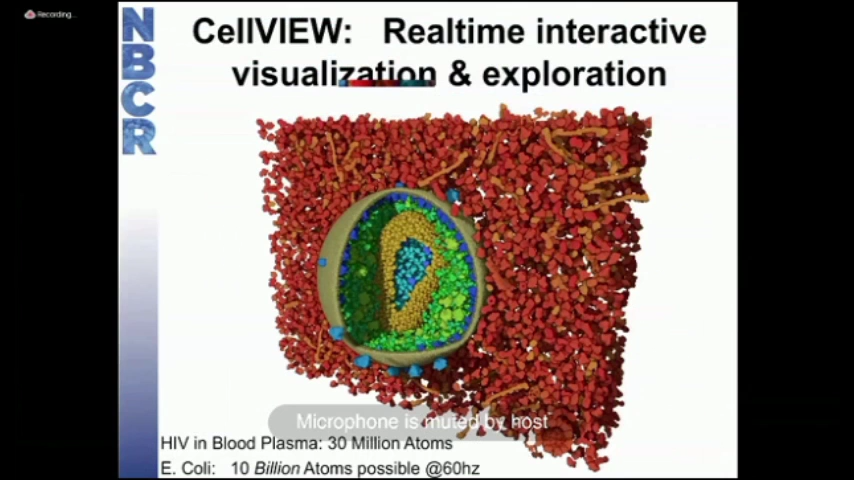 Recording...
NBCR
CellVIEW: Realtime interactive
visualization & exploration
Microphone is muted by host
HIV in Blood Plasma: 30 Million Atoms
E. Coli: 10 Billion Atoms possible @60hz